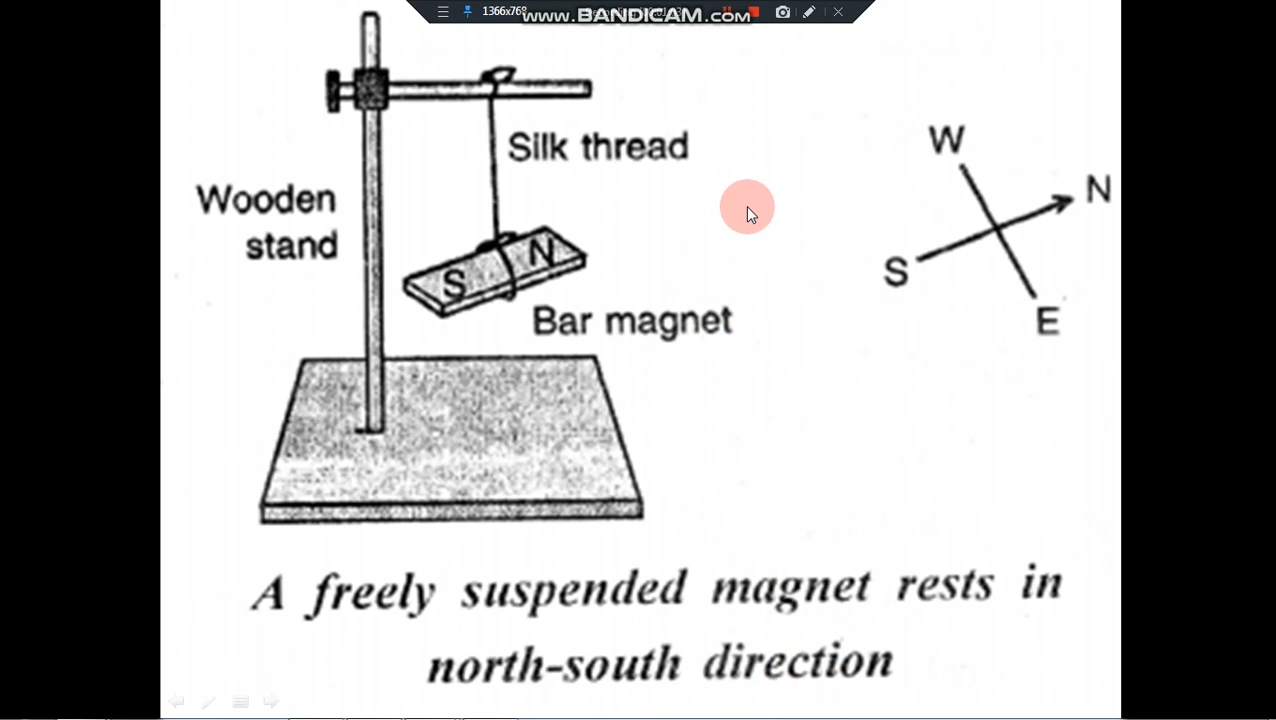 1366x768
www.BANDICAM.com
Silk thread
Wooden
stand
S N
Bar magnet
W
N
S
E
A freely suspended magnet rests in
north-south direction